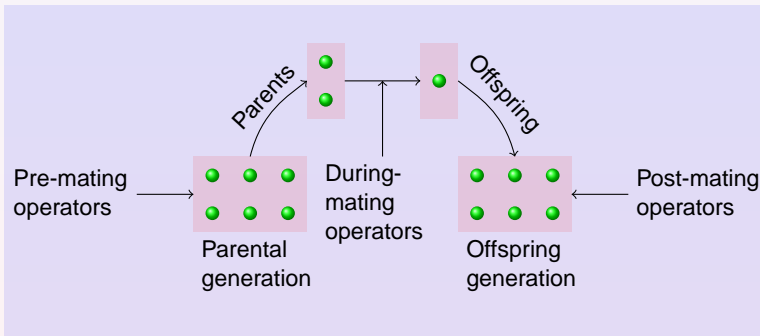 Parents
Offspring
Pre-mating
operators
During-
mating
operators
Post-mating
operators
Parental
generation
Offspring
generation